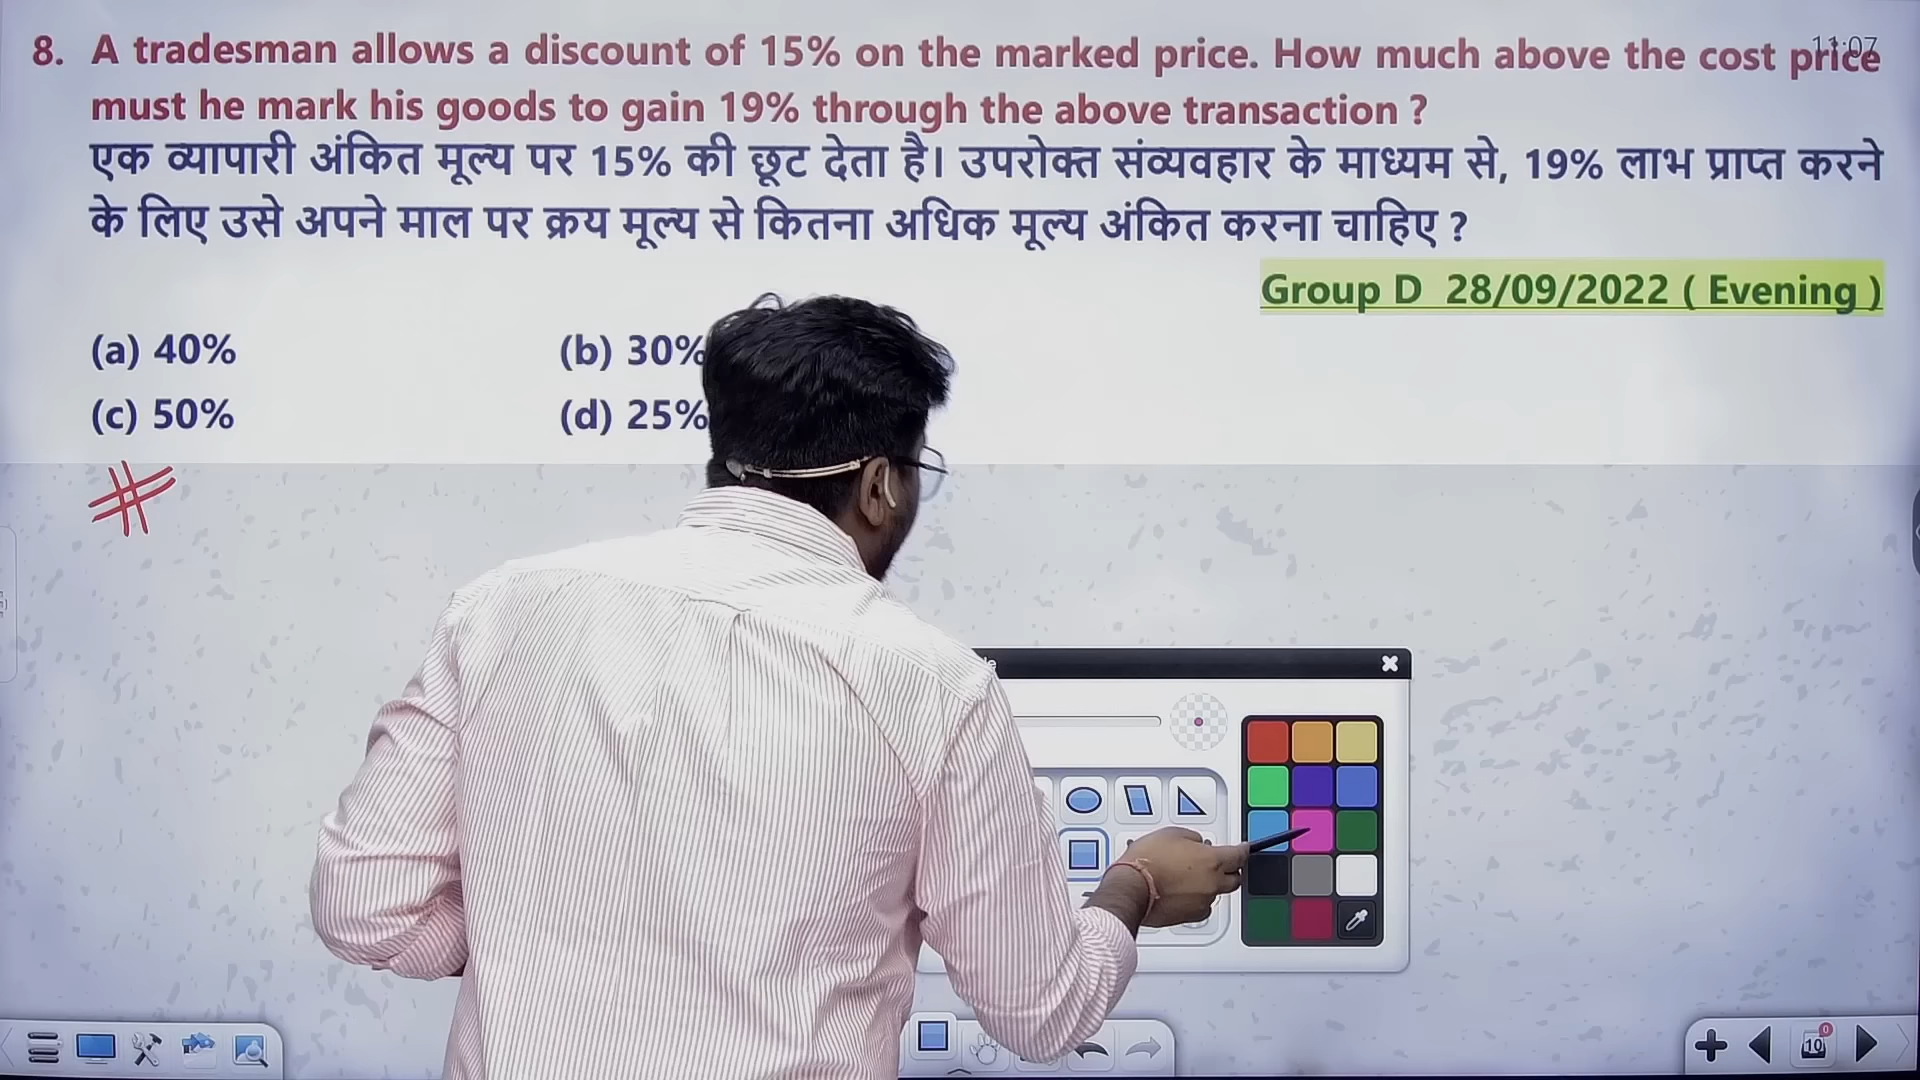 8. A tradesman allows a discount of 15% on the marked price. How much above the cost price
must he mark his goods to gain 19% through the above transaction ?
एक व्यापारी अंकित मूल्य पर 15% की छूट देता है। उपरोक्त संव्यवहार के माध्यम से, 19% लाभ प्राप्त करने
के लिए उसे अपने माल पर क्रय मूल्य से कितना अधिक मूल्य अंकित करना चाहिए ?
11:07
Group D 28/09/2022 ( Evening )
(a) 40% (b) 30%
(c) 50% (d) 25%
#
10
0